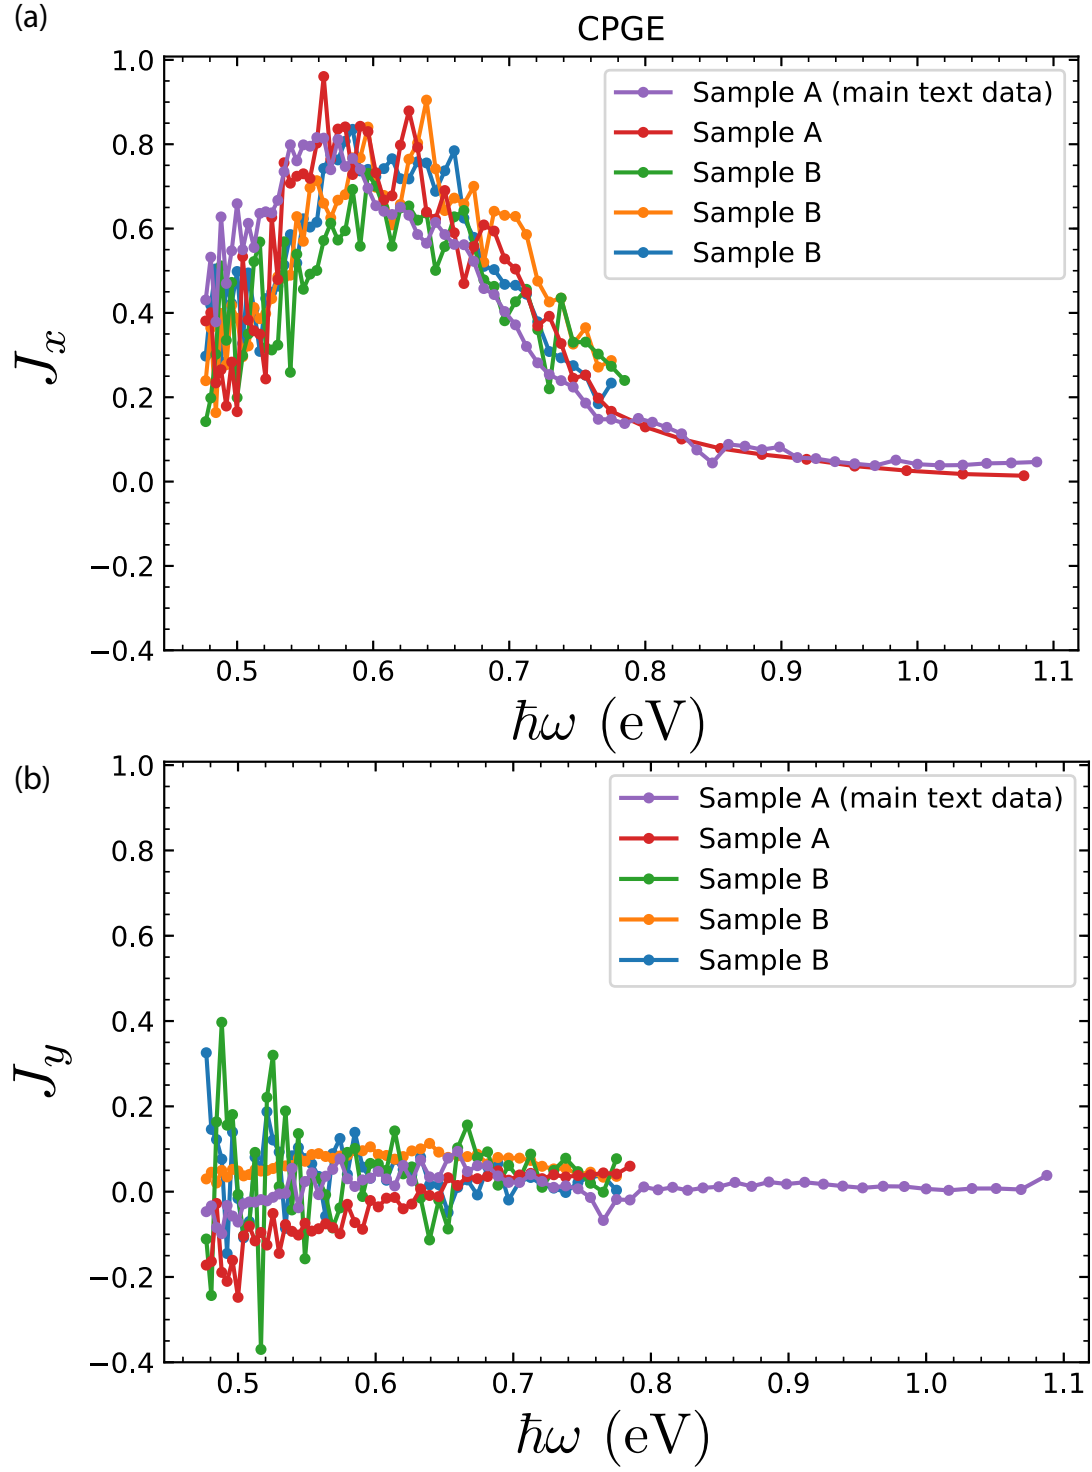 (a)
CPGE
1.0
0.8
0.6
0.4
0.2
0.0
−0.2
−0.4
J_x
Sample A (main text data)
Sample A
Sample B
Sample B
Sample B
0.5 0.6 0.7 0.8 0.9 1.0 1.1
ħω (eV)
(b)
1.0
0.8
0.6
0.4
0.2
0.0
−0.2
−0.4
J_y
Sample A (main text data)
Sample A
Sample B
Sample B
Sample B
0.5 0.6 0.7 0.8 0.9 1.0 1.1
ħω (eV)